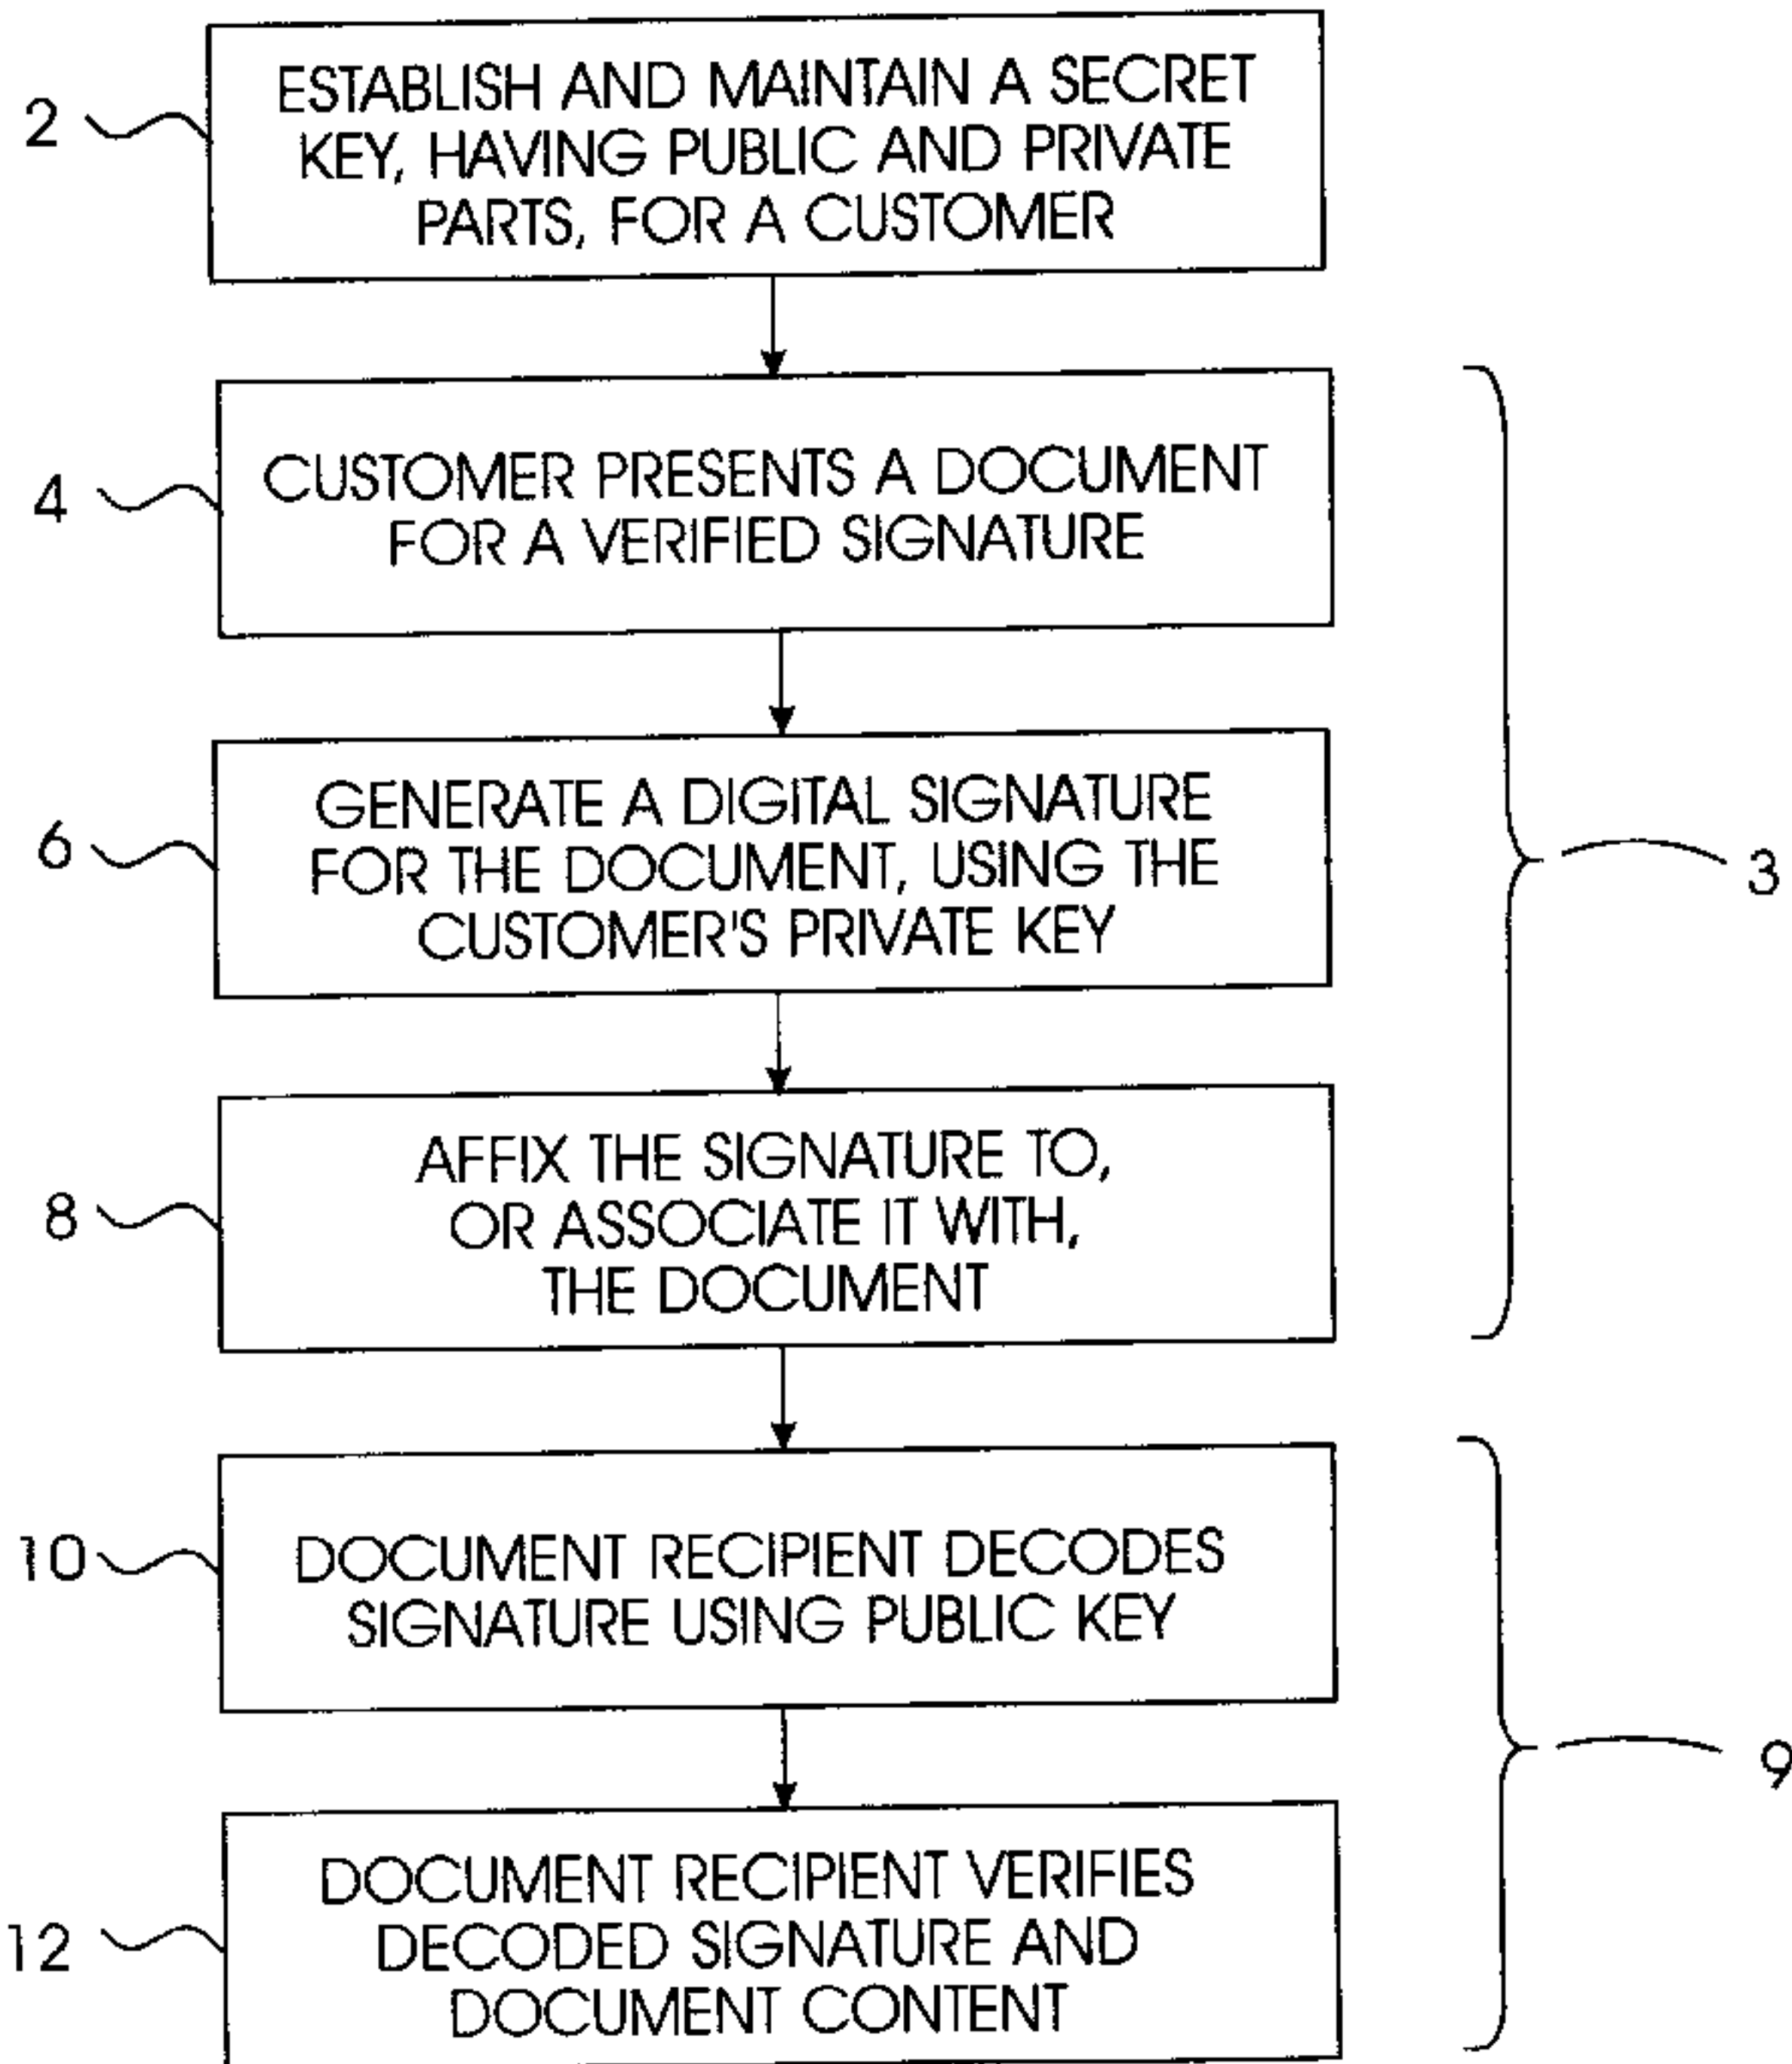 2
ESTABLISH AND MAINTAIN A SECRET
KEY, HAVING PUBLIC AND PRIVATE
PARTS, FOR A CUSTOMER
4
CUSTOMER PRESENTS A DOCUMENT
FOR A VERIFIED SIGNATURE
6
GENERATE A DIGITAL SIGNATURE
FOR THE DOCUMENT, USING THE
CUSTOMER'S PRIVATE KEY
3
8
AFFIX THE SIGNATURE TO,
OR ASSOCIATE IT WITH,
THE DOCUMENT
10
DOCUMENT RECIPIENT DECODES
SIGNATURE USING PUBLIC KEY
9
12
DOCUMENT RECIPIENT VERIFIES
DECODED SIGNATURE AND
DOCUMENT CONTENT